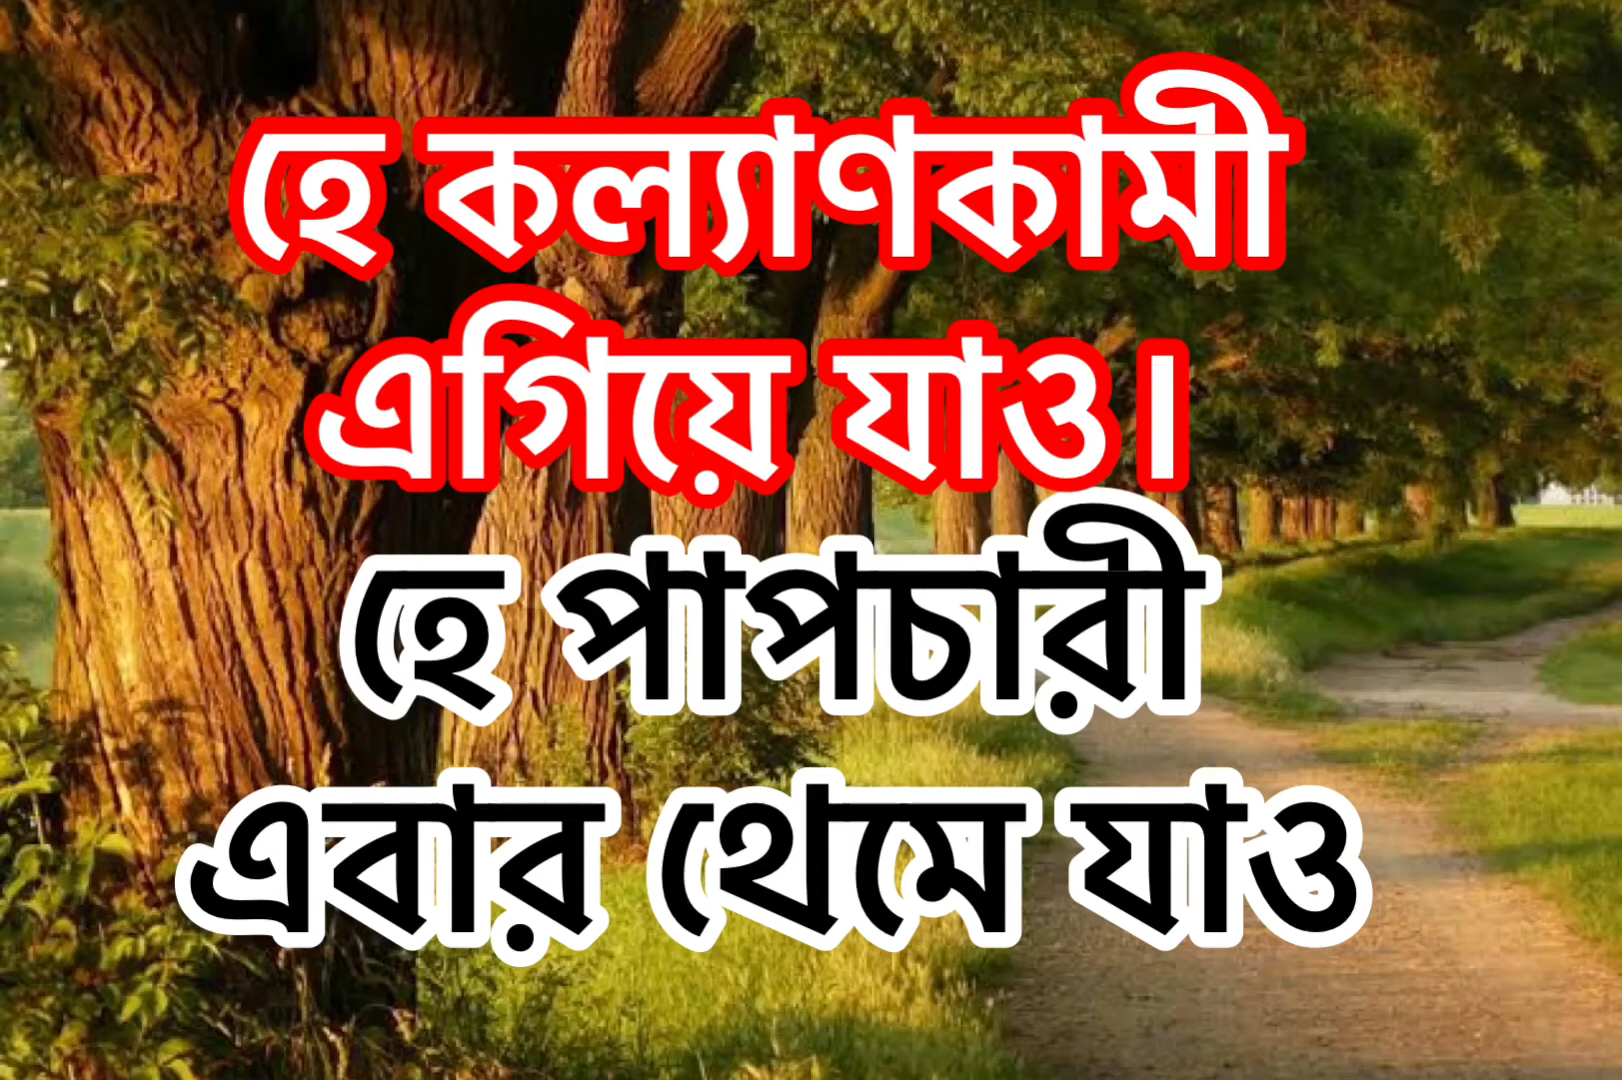 হে কল্যাণকামী
এগিয়ে যাও।
হে পাপচারী
এবার থেমে যাও